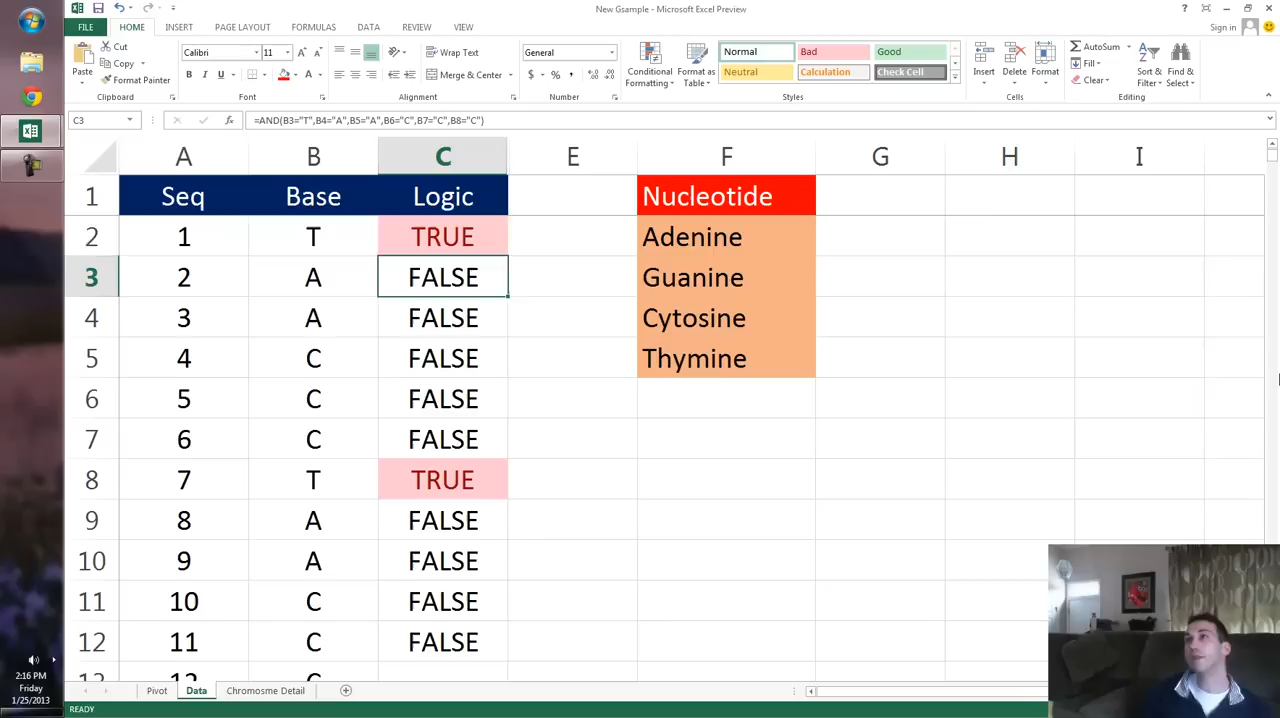 New Gsample - Microsoft Excel Preview
Sign in
FILE HOME INSERT PAGE LAYOUT FORMULAS DATA REVIEW VIEW
Paste
Cut
Copy
Format Painter
Clipboard
Calibri 11
B I U
Font
Wrap Text
Merge & Center
Alignment
General
$ % ,
Number
Conditional Formatting
Format as Table
Normal Bad Good
Neutral Calculation Check Cell
Styles
Insert Delete Format
Cells
AutoSum
Fill
Clear
Sort & Filter
Find & Select
Editing
C3 fx =AND(B3="T",B4="A",B5="A",B6="C",B7="C",B8="C")
A B C E F G H I
1 Seq Base Logic Nucleotide
2 1 T TRUE Adenine
3 2 A FALSE Guanine
4 3 A FALSE Cytosine
5 4 C FALSE Thymine
6 5 C FALSE
7 6 C FALSE
8 7 T TRUE
9 8 A FALSE
10 9 A FALSE
11 10 C FALSE
12 11 C FALSE
Pivot Data Chromosme Detail
READY
2:16 PM
Friday
1/25/2013